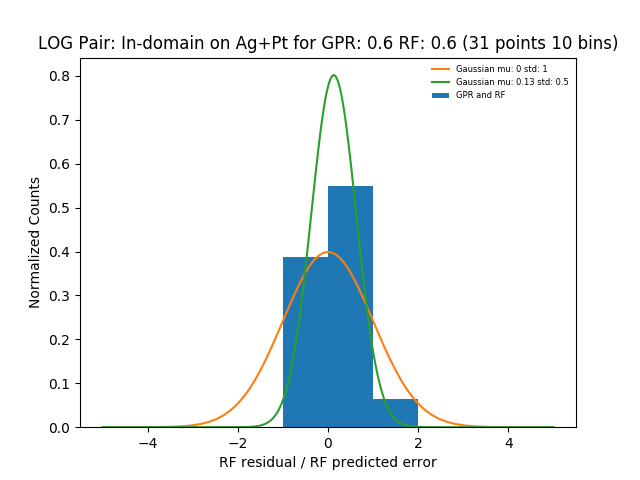 LOG Pair: In-domain on Ag+Pt for GPR: 0.6 RF: 0.6 (31 points 10 bins)
Gaussian mu: 0 std: 1
Gaussian mu: 0.13 std: 0.5
GPR and RF
Normalized Counts
0.8
0.7
0.6
0.5
0.4
0.3
0.2
0.1
0.0
−4 −2 0 2 4
RF residual / RF predicted error